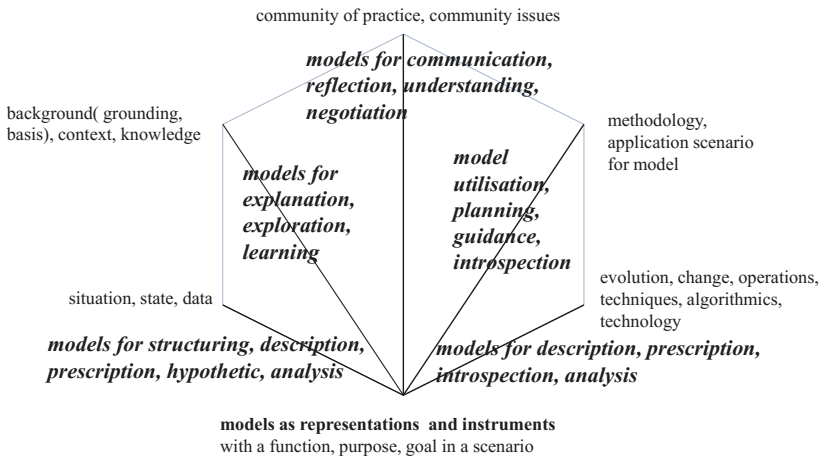 community of practice, community issues
models for communication,
reflection, understanding,
negotiation
background( grounding,
basis), context, knowledge
methodology,
application scenario
for model
models for
explanation,
exploration,
learning
model
utilisation,
planning,
guidance,
introspection
situation, state, data
evolution, change, operations,
techniques, algorithmics,
technology
models for structuring, description,
prescription, hypothetic, analysis
models for description, prescription,
introspection, analysis
models as representations and instruments
with a function, purpose, goal in a scenario